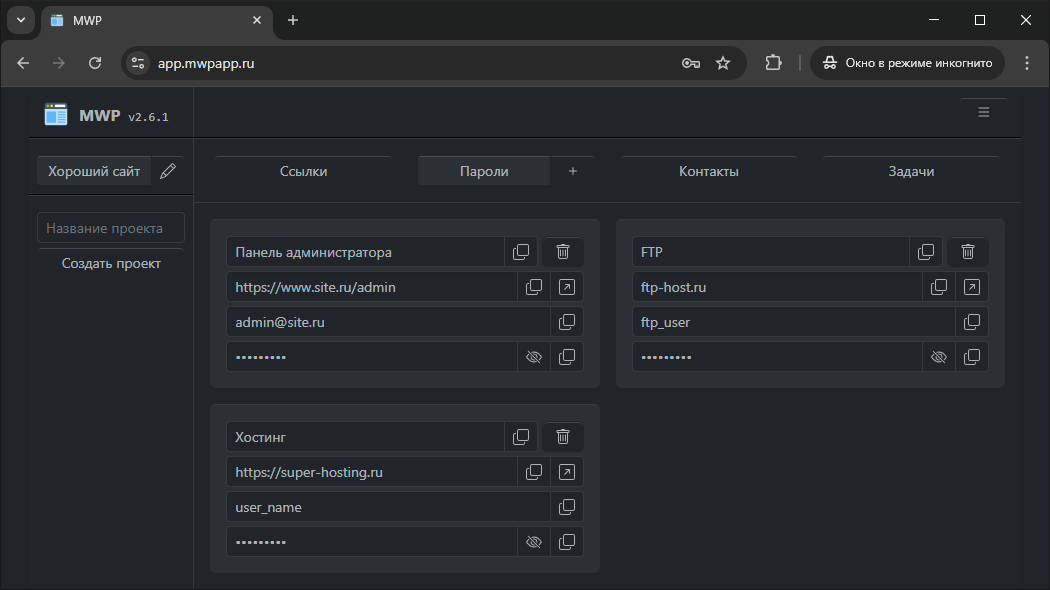 MWP
app.mwpapp.ru
Окно в режиме инкогнито
MWP v2.6.1
Хороший сайт
Ссылки
Пароли
+
Контакты
Задачи
Название проекта
Создать проект
Панель администратора
https://www.site.ru/admin
admin@site.ru
•••••••••
FTP
ftp-host.ru
ftp_user
•••••••••
Хостинг
https://super-hosting.ru
user_name
•••••••••